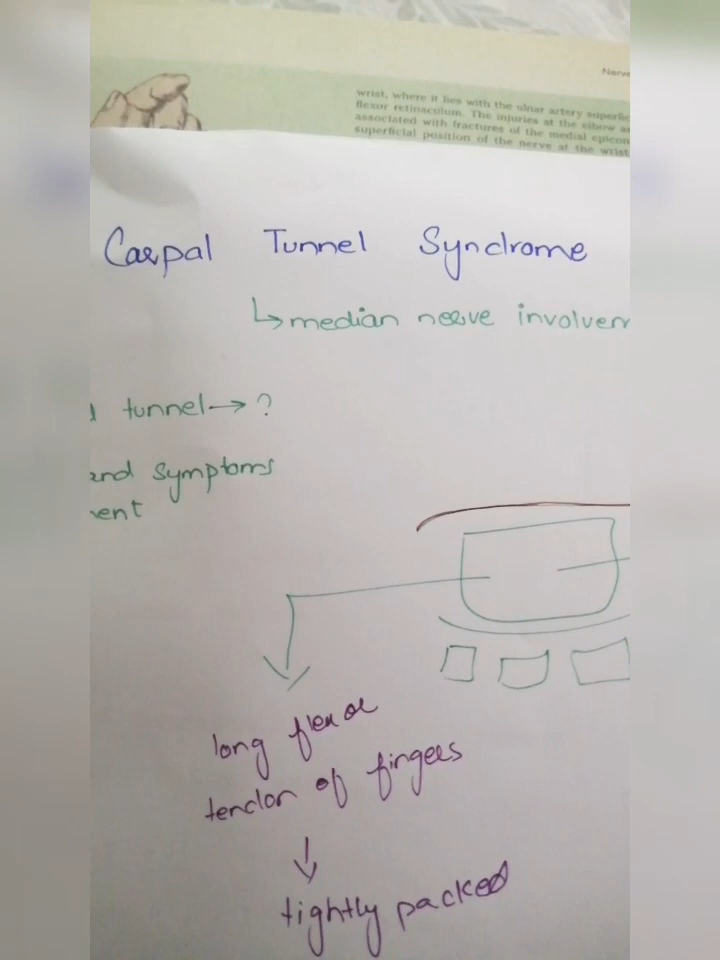 Nerve
wrist, where it lies with the ulnar artery superfic
flexor retinaculum. The injuries at the elbow a
associated with fractures of the medial epicon
superficial position of the nerve at the wrist
Carpal Tunnel Syndrome
↳ median nerve involvem
l tunnel → ?
and symptoms
ment
long flexor
tendon of fingers
↓
tightly packed